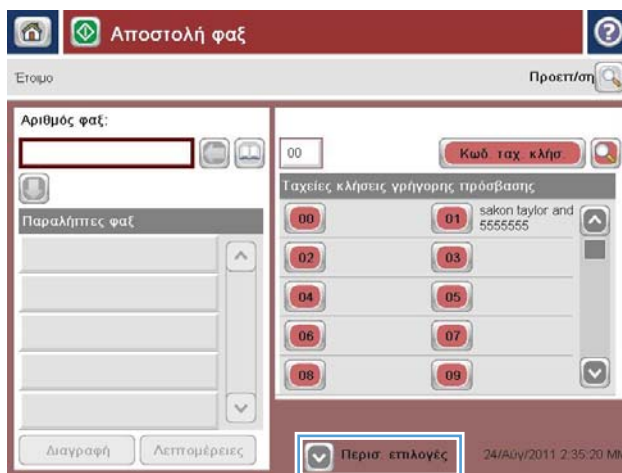 Αποστολή φαξ
Έτοιμο
Προεπ/ση
Αριθμός φαξ:
00
Κωδ. ταχ. κλήσ.
Ταχείες κλήσεις γρήγορης πρόσβασης
Παραλήπτες φαξ
00
01 sakon taylor and
5555555
02
03
04
05
06
07
08
09
Διαγραφή
Λεπτομέρειες
Περισ. επιλογές
24/Αύγ/2011 2:35:20